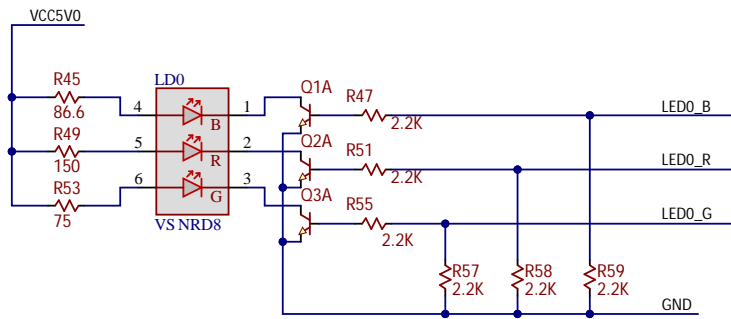 VCC5V0
R45
86.6
R49
150
R53
75
LD0
4
1
B
5
2
R
6
3
G
VS NRD8
Q1A
Q2A
Q3A
R47
2.2K
R51
2.2K
R55
2.2K
LED0_B
LED0_R
LED0_G
R57
2.2K
R58
2.2K
R59
2.2K
GND